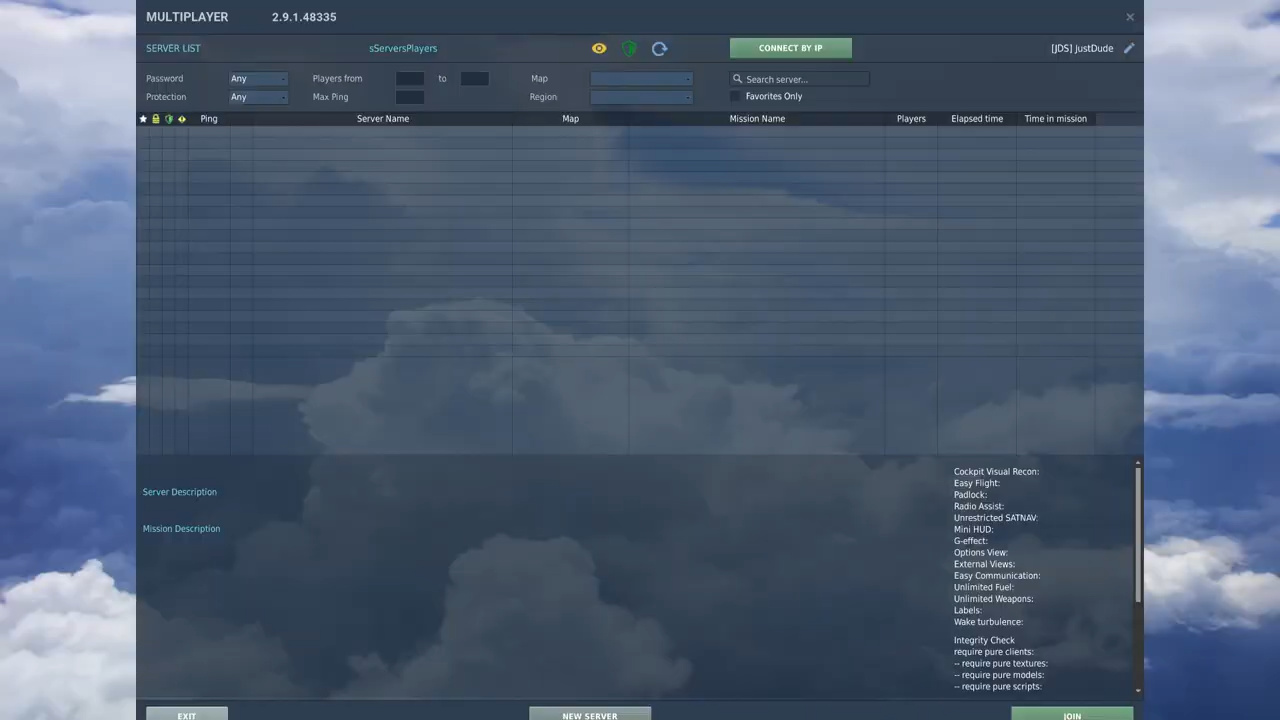 MULTIPLAYER 2.9.1.48335
SERVER LIST sServersPlayers CONNECT BY IP [JDS] JustDude
Password Any Players from to Map Search server...
Protection Any Max Ping Region Favorites Only
Ping Server Name Map Mission Name Players Elapsed time Time in mission
Server Description
Mission Description
Cockpit Visual Recon:
Easy Flight:
Padlock:
Radio Assist:
Unrestricted SATNAV:
Mini HUD:
G-effect:
Options View:
External Views:
Easy Communication:
Unlimited Fuel:
Unlimited Weapons:
Labels:
Wake turbulence:
Integrity Check
require pure clients:
-- require pure textures:
-- require pure models:
-- require pure scripts:
EXIT NEW SERVER JOIN